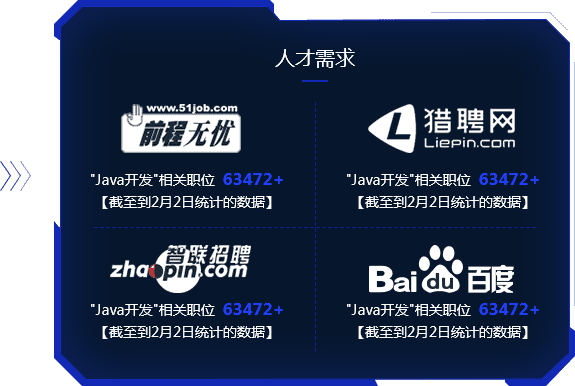 人才需求
www.51job.com
前程无忧
猎聘网
Liepin.com
"Java开发"相关职位 63472+
【截至到2月2日统计的数据】
"Java开发"相关职位 63472+
【截至到2月2日统计的数据】
智联招聘
zhaopin.com
Bai du 百度
"Java开发"相关职位 63472+
【截至到2月2日统计的数据】
"Java开发"相关职位 63472+
【截至到2月2日统计的数据】